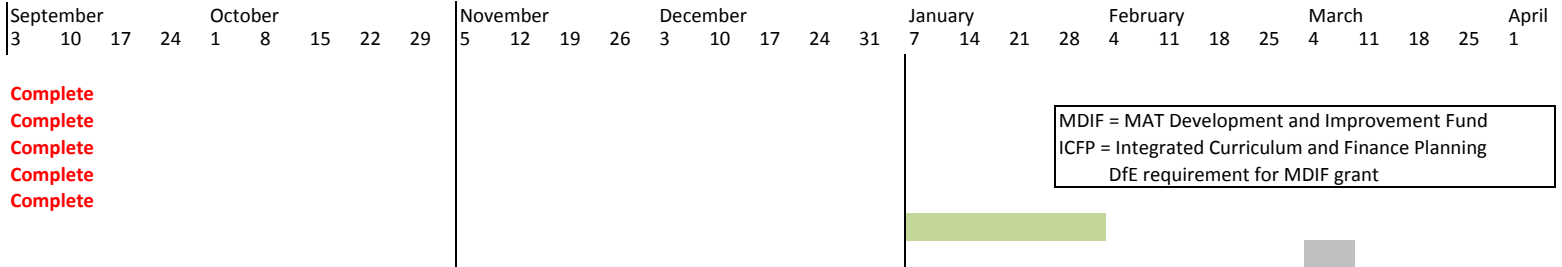 September October November December January February March April
3 10 17 24 1 8 15 22 29 5 12 19 26 3 10 17 24 31 7 14 21 28 4 11 18 25 4 11 18 25 1
Complete
Complete
MDIF = MAT Development and Improvement Fund
Complete
ICFP = Integrated Curriculum and Finance Planning
Complete
DfE requirement for MDIF grant
Complete